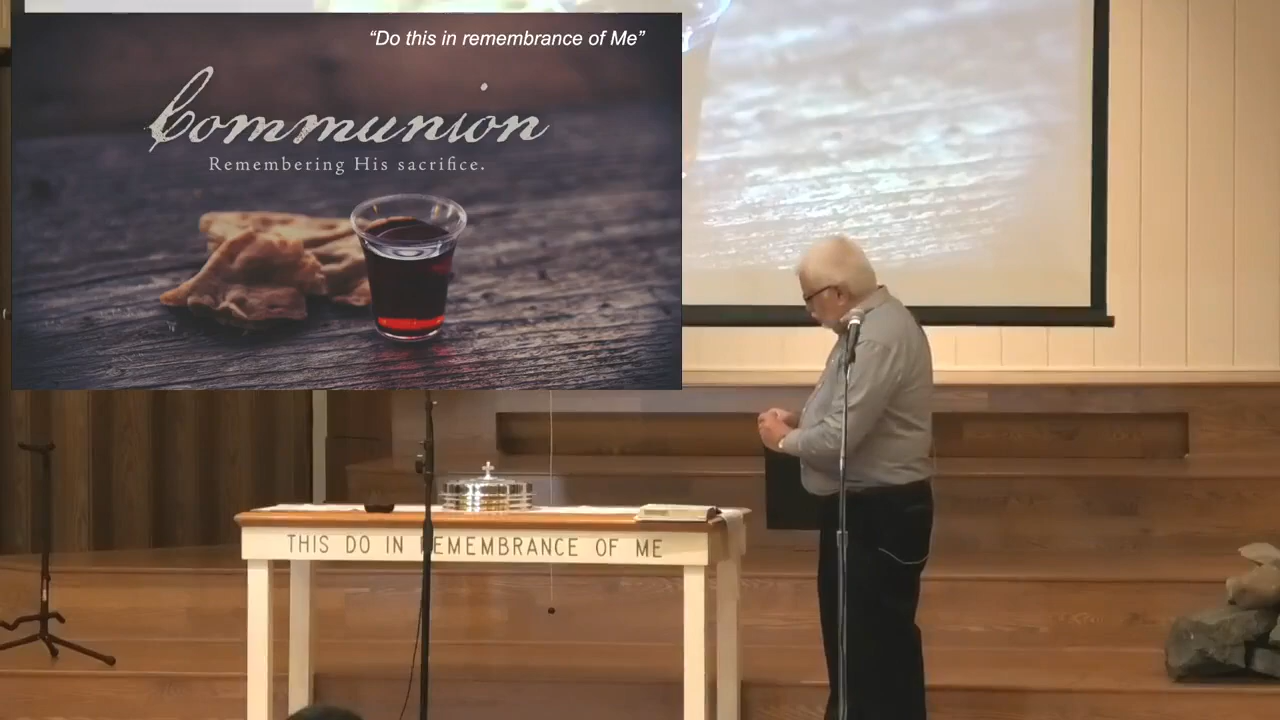 “Do this in remembrance of Me”
Communion
Remembering His sacrifice.
THIS DO IN REMEMBRANCE OF ME